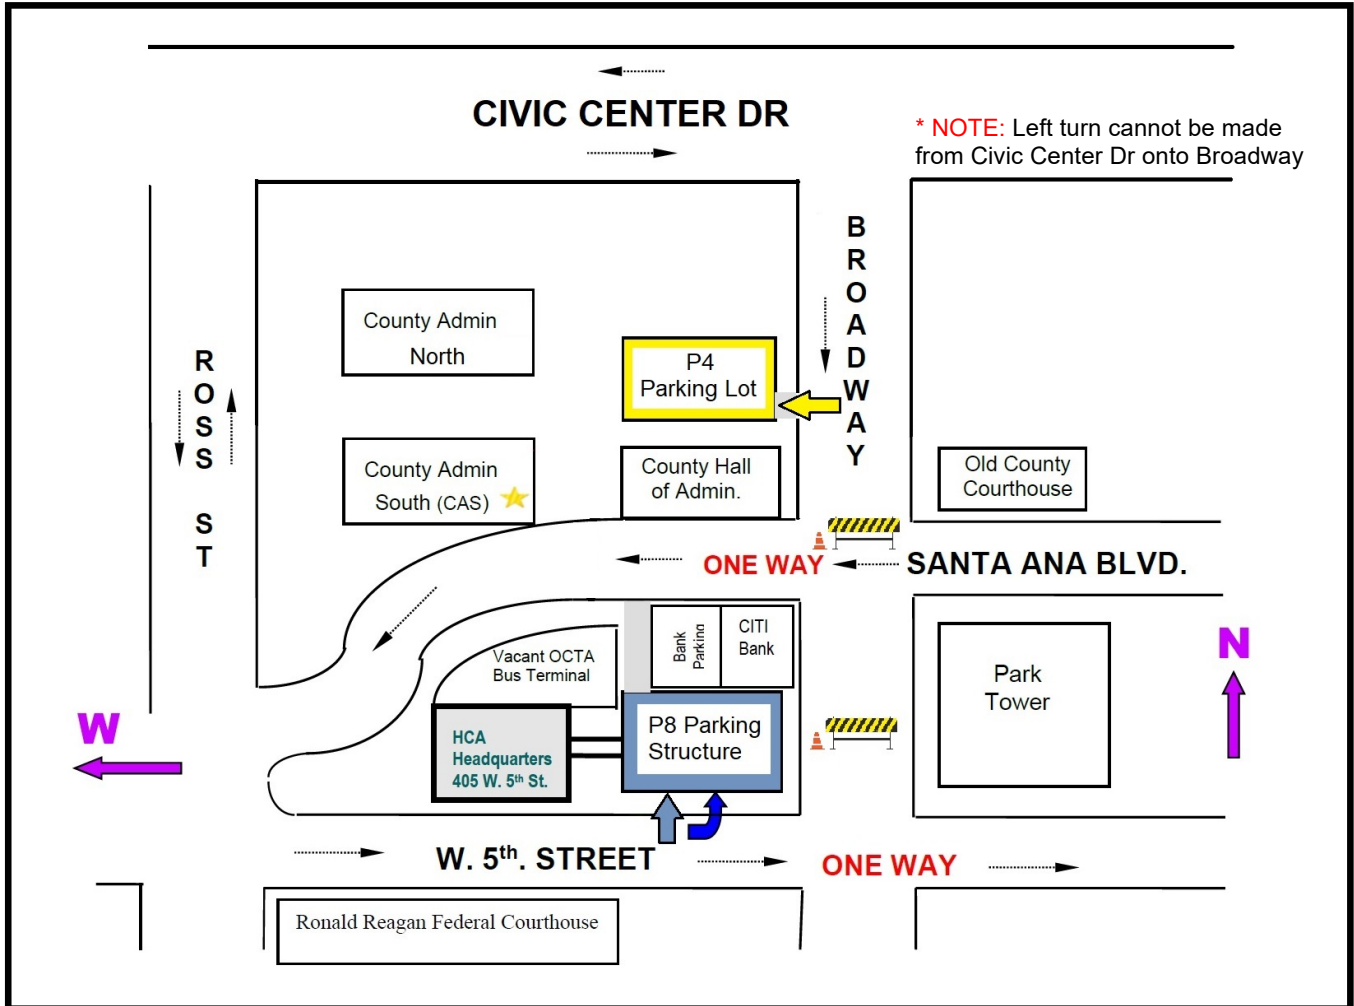 CIVIC CENTER DR
* NOTE: Left turn cannot be made
from Civic Center Dr onto Broadway
BROADWAY
ROSS ST
County Admin
North
P4
Parking Lot
County Admin
South (CAS)
County Hall
of Admin.
Old County
Courthouse
ONE WAY
SANTA ANA BLVD.
Bank
Parking
CITI
Bank
Vacant OCTA
Bus Terminal
Park
Tower
N
W
HCA
Headquarters
405 W. 5th St.
P8 Parking
Structure
W. 5th. STREET
ONE WAY
Ronald Reagan Federal Courthouse